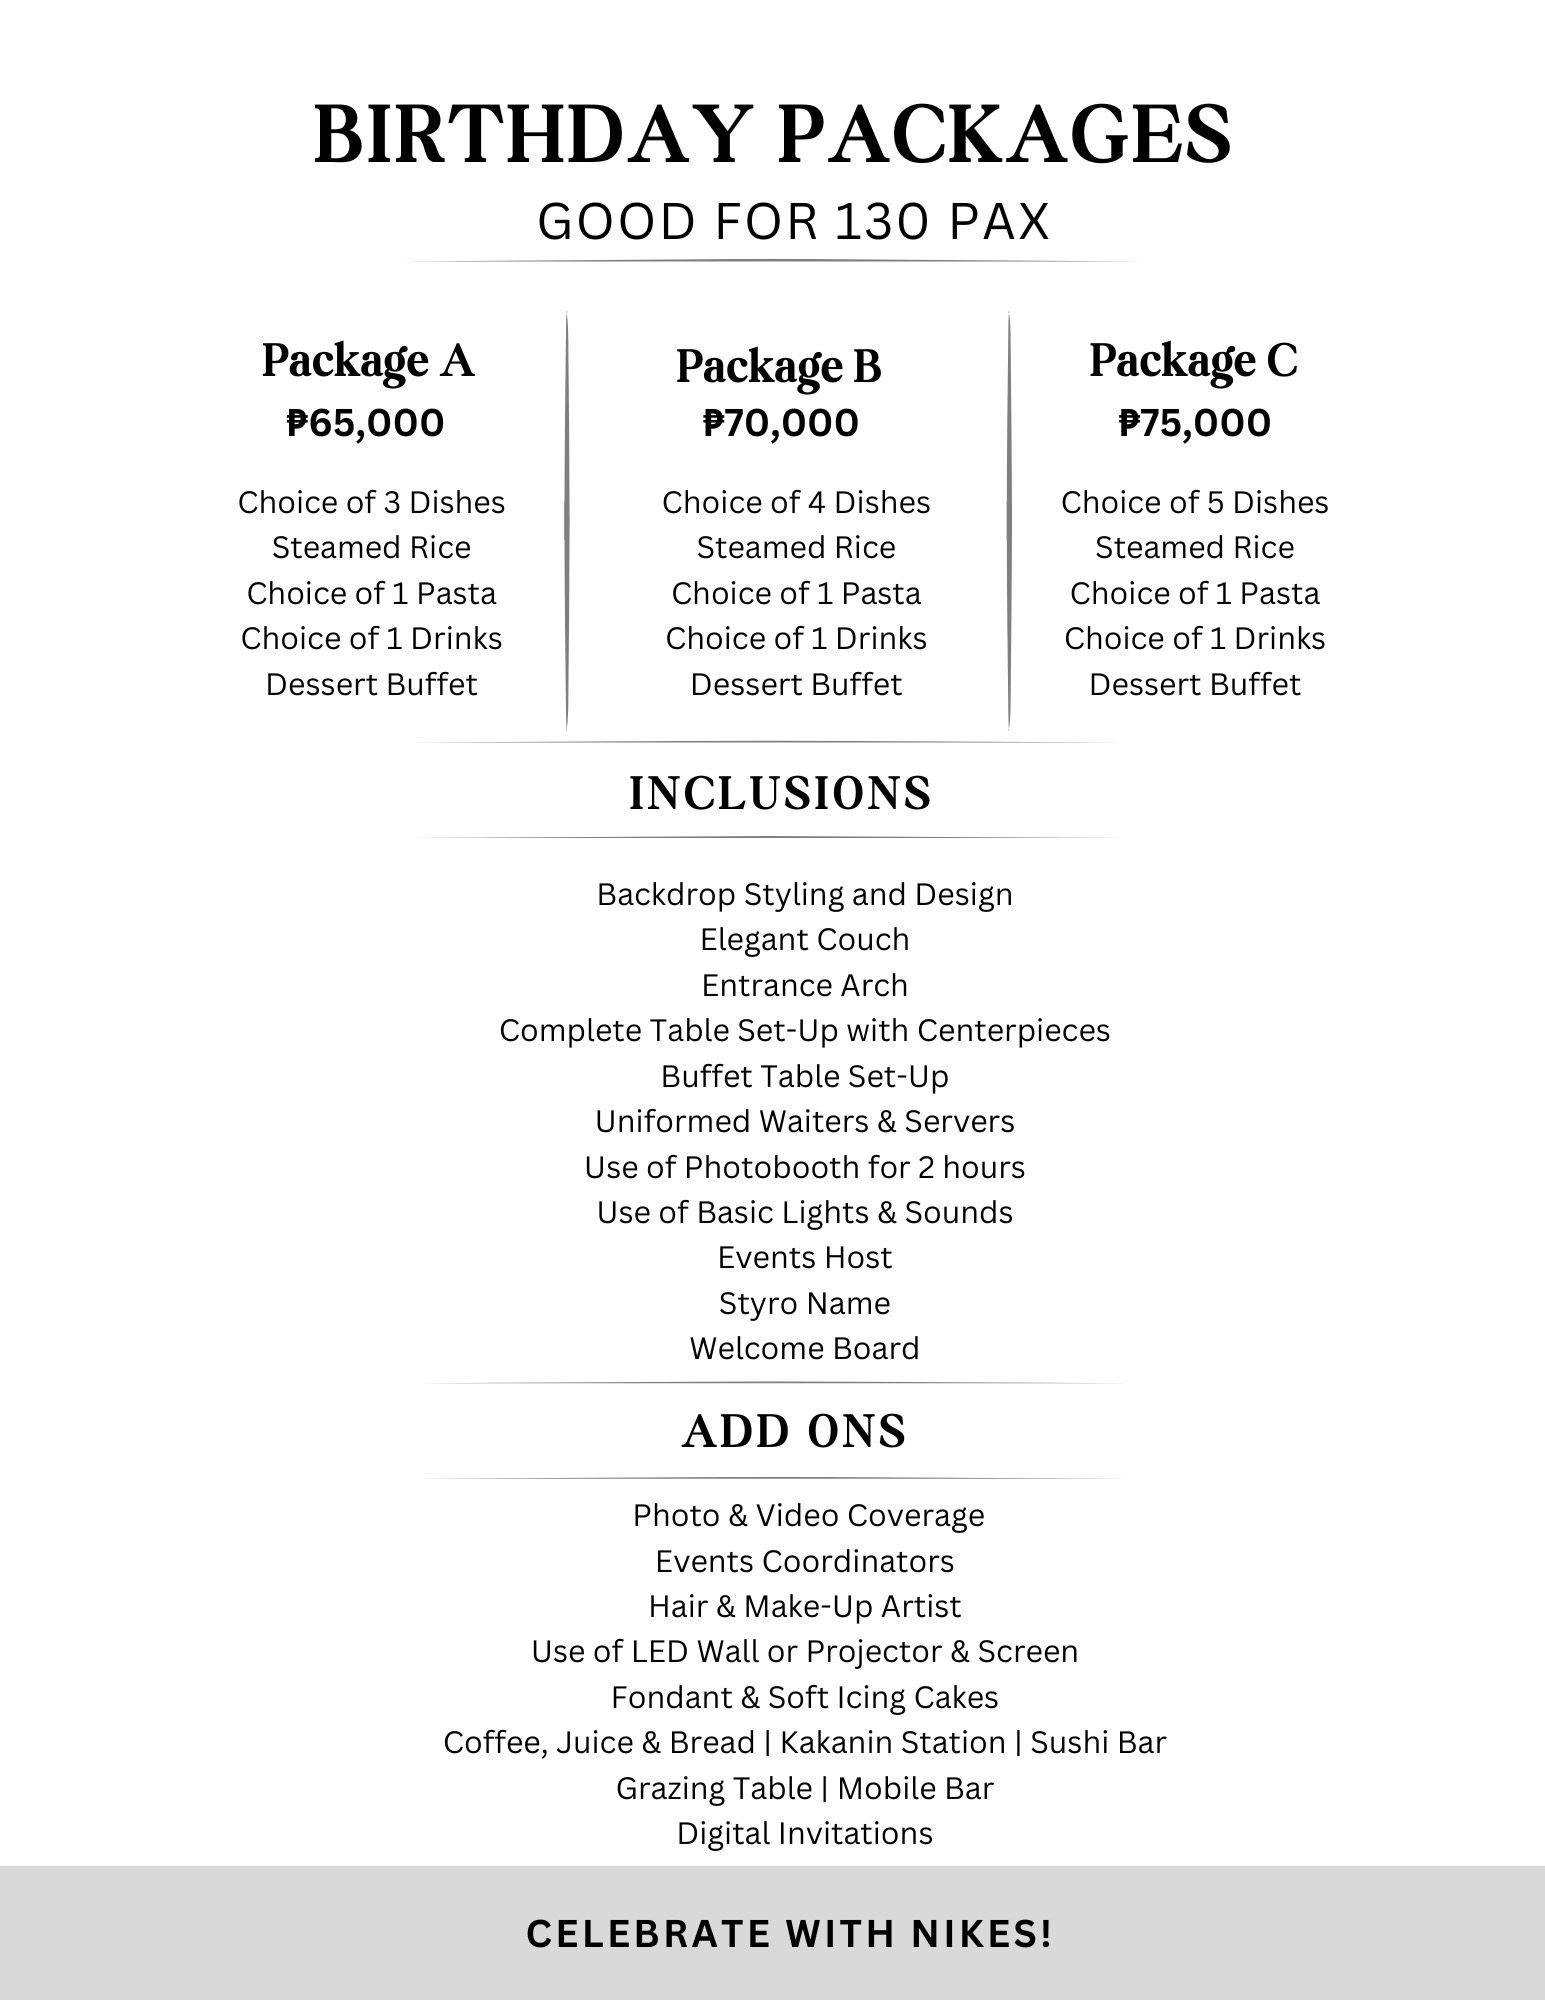 BIRTHDAY PACKAGES
GOOD FOR 130 PAX
Package A
₱65,000
Choice of 3 Dishes
Steamed Rice
Choice of 1 Pasta
Choice of 1 Drinks
Dessert Buffet
Package B
₱70,000
Choice of 4 Dishes
Steamed Rice
Choice of 1 Pasta
Choice of 1 Drinks
Dessert Buffet
Package C
₱75,000
Choice of 5 Dishes
Steamed Rice
Choice of 1 Pasta
Choice of 1 Drinks
Dessert Buffet
INCLUSIONS
Backdrop Styling and Design
Elegant Couch
Entrance Arch
Complete Table Set-Up with Centerpieces
Buffet Table Set-Up
Uniformed Waiters & Servers
Use of Photobooth for 2 hours
Use of Basic Lights & Sounds
Events Host
Styro Name
Welcome Board
ADD ONS
Photo & Video Coverage
Events Coordinators
Hair & Make-Up Artist
Use of LED Wall or Projector & Screen
Fondant & Soft Icing Cakes
Coffee, Juice & Bread | Kakanin Station | Sushi Bar
Grazing Table | Mobile Bar
Digital Invitations
CELEBRATE WITH NIKES!